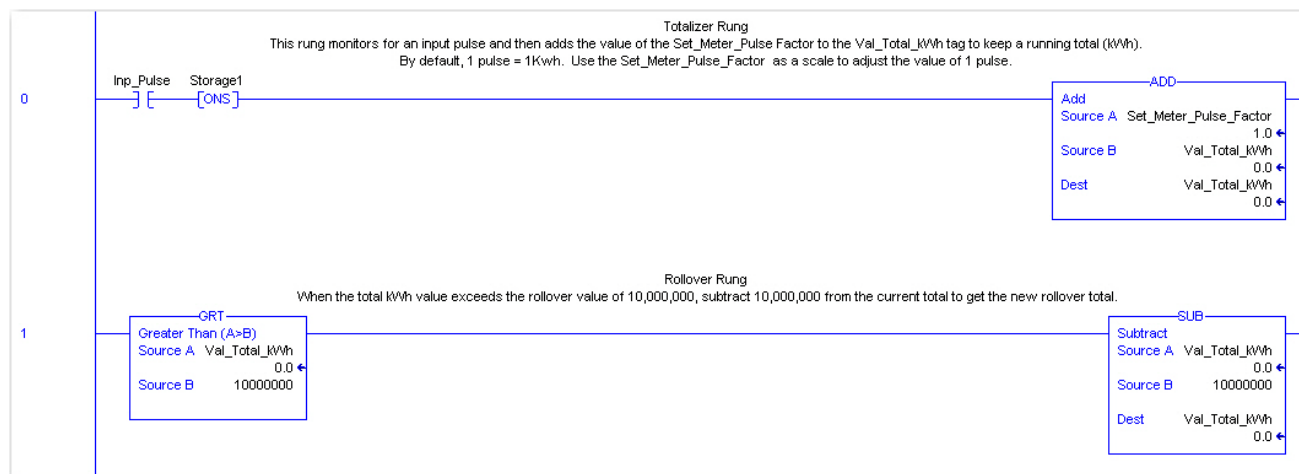 Totalizer Rung
This rung monitors for an input pulse and then adds the value of the Set_Meter_Pulse Factor to the Val_Total_kWh tag to keep a running total (kWh).
By default, 1 pulse = 1Kwh.  Use the Set_Meter_Pulse_Factor  as a scale to adjust the value of 1 pulse.
Inp_Pulse Storage1
0
ONS
ADD
Add
Source A Set_Meter_Pulse_Factor
1.0
Source B Val_Total_kWh
0.0
Dest Val_Total_kWh
0.0
Rollover Rung
When the total kWh value exceeds the rollover value of 10,000,000, subtract 10,000,000 from the current total to get the new rollover total.
1
GRT
Greater Than (A>B)
Source A Val_Total_kWh
0.0
Source B 10000000
SUB
Subtract
Source A Val_Total_kWh
0.0
Source B 10000000
Dest Val_Total_kWh
0.0